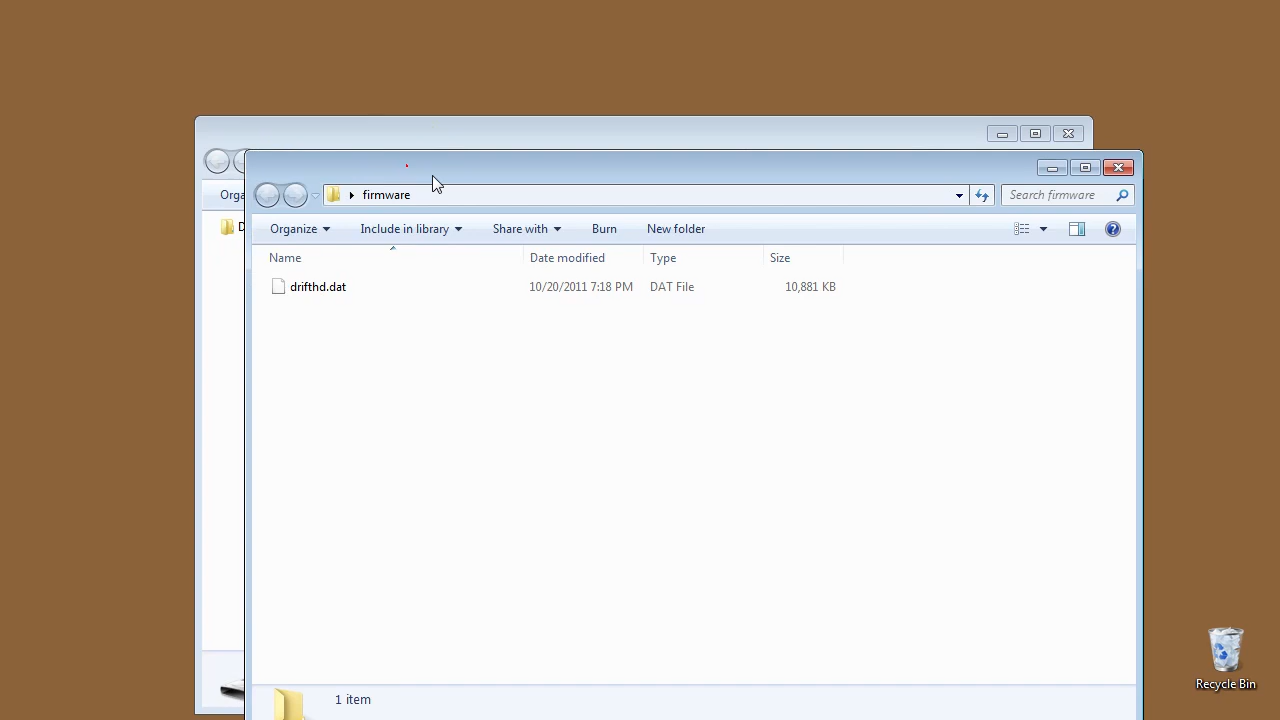 Orga
D
firmware
Search firmware
Organize Include in library Share with Burn New folder
Name Date modified Type Size
drifthd.dat 10/20/2011 7:18 PM DAT File 10,881 KB
Recycle Bin
1 item